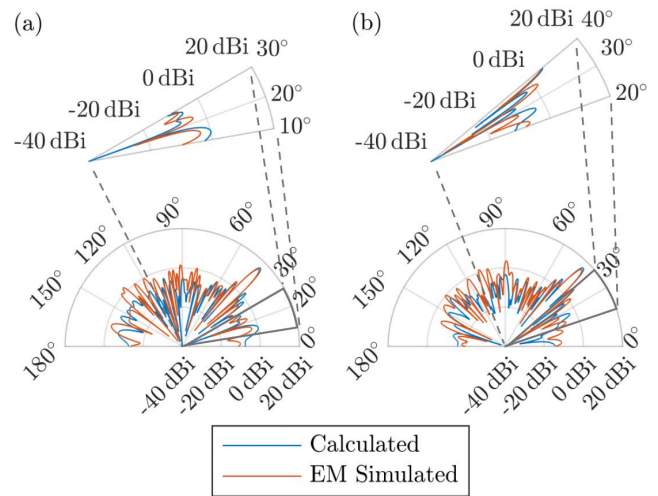 (a)
20 dBi
30°
0 dBi
20°
-20 dBi
10°
-40 dBi
90°
120°
60°
150°
30°
20°
180°
0°
-40 dBi
-20 dBi
0 dBi
20 dBi
(b)
20 dBi
40°
0 dBi
30°
-20 dBi
20°
-40 dBi
90°
120°
60°
150°
30°
180°
0°
-40 dBi
-20 dBi
0 dBi
20 dBi
Calculated
EM Simulated